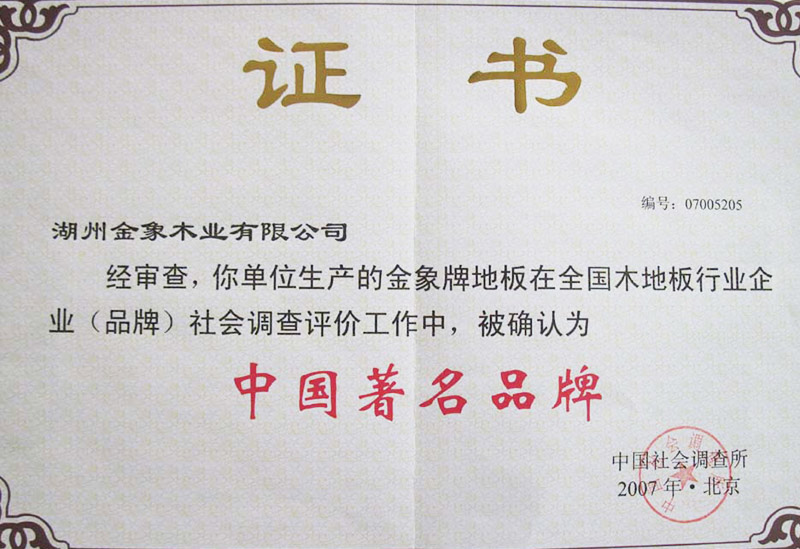 证 书
编号：07005205
湖州金象木业有限公司
经审查，你单位生产的金象牌地板在全国木地板行业企
业（品牌）社会调查评价工作中，被确认为
中国著名品牌
中国社会调查所
2007年·北京